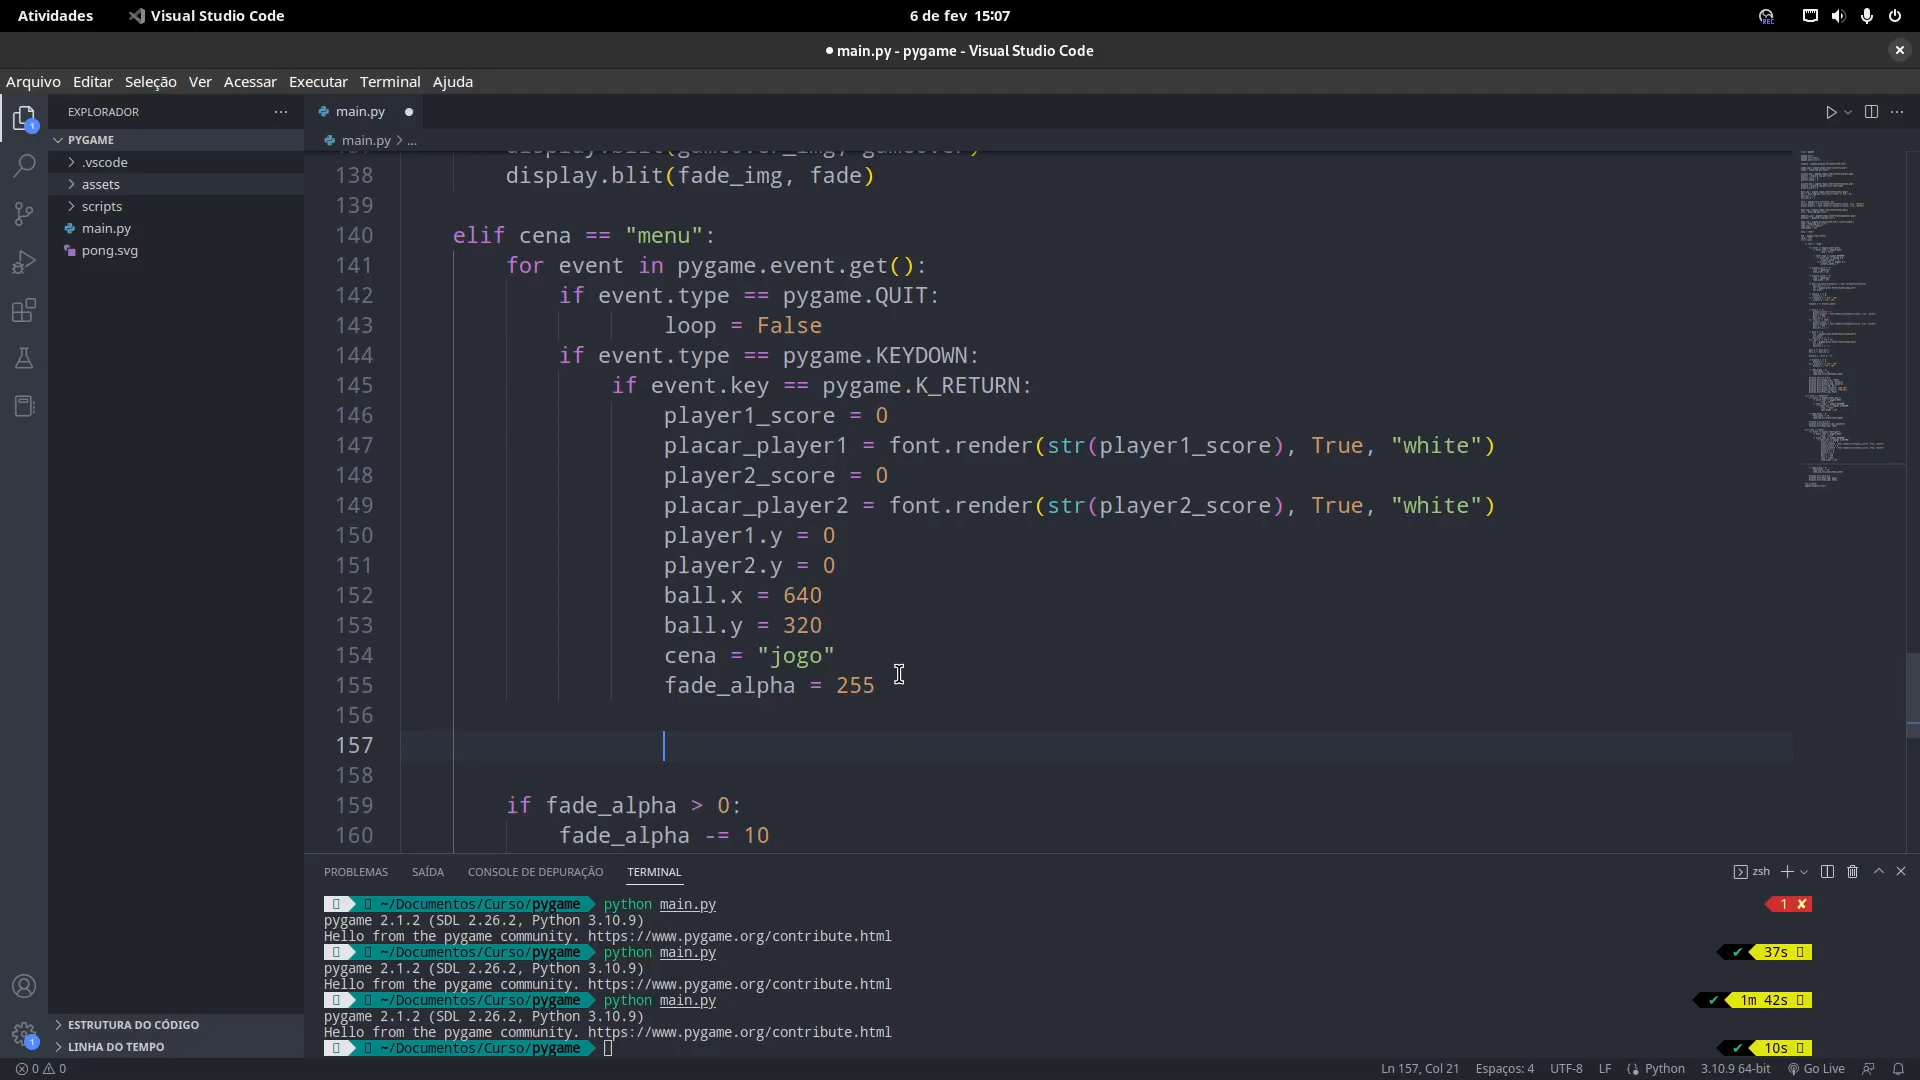 Atividades
Visual Studio Code
6 de fev 15:07
REC
● main.py - pygame - Visual Studio Code
Arquivo Editar Seleção Ver Acessar Executar Terminal Ajuda
EXPLORADOR
main.py
PYGAME
.vscode
assets
scripts
main.py
pong.svg
ESTRUTURA DO CÓDIGO
LINHA DO TEMPO
1
1
main.py > ...
138 display.blit(fade_img, fade)
139
140 elif cena == "menu":
141 for event in pygame.event.get():
142 if event.type == pygame.QUIT:
143 loop = False
144 if event.type == pygame.KEYDOWN:
145 if event.key == pygame.K_RETURN:
146 player1_score = 0
147 placar_player1 = font.render(str(player1_score), True, "white")
148 player2_score = 0
149 placar_player2 = font.render(str(player2_score), True, "white")
150 player1.y = 0
151 player2.y = 0
152 ball.x = 640
153 ball.y = 320
154 cena = "jogo"
155 fade_alpha = 255
156
157
158
159 if fade_alpha > 0:
160 fade_alpha -= 10
PROBLEMAS SAÍDA CONSOLE DE DEPURAÇÃO TERMINAL
zsh
~/Documentos/Curso/pygame python main.py 1 ✘
pygame 2.1.2 (SDL 2.26.2, Python 3.10.9)
Hello from the pygame community. https://www.pygame.org/contribute.html
~/Documentos/Curso/pygame python main.py ✔ 37s
pygame 2.1.2 (SDL 2.26.2, Python 3.10.9)
Hello from the pygame community. https://www.pygame.org/contribute.html
~/Documentos/Curso/pygame python main.py ✔ 1m 42s
pygame 2.1.2 (SDL 2.26.2, Python 3.10.9)
Hello from the pygame community. https://www.pygame.org/contribute.html
~/Documentos/Curso/pygame ✔ 10s
0 0
Ln 157, Col 21 Espaços: 4 UTF-8 LF Python 3.10.9 64-bit Go Live